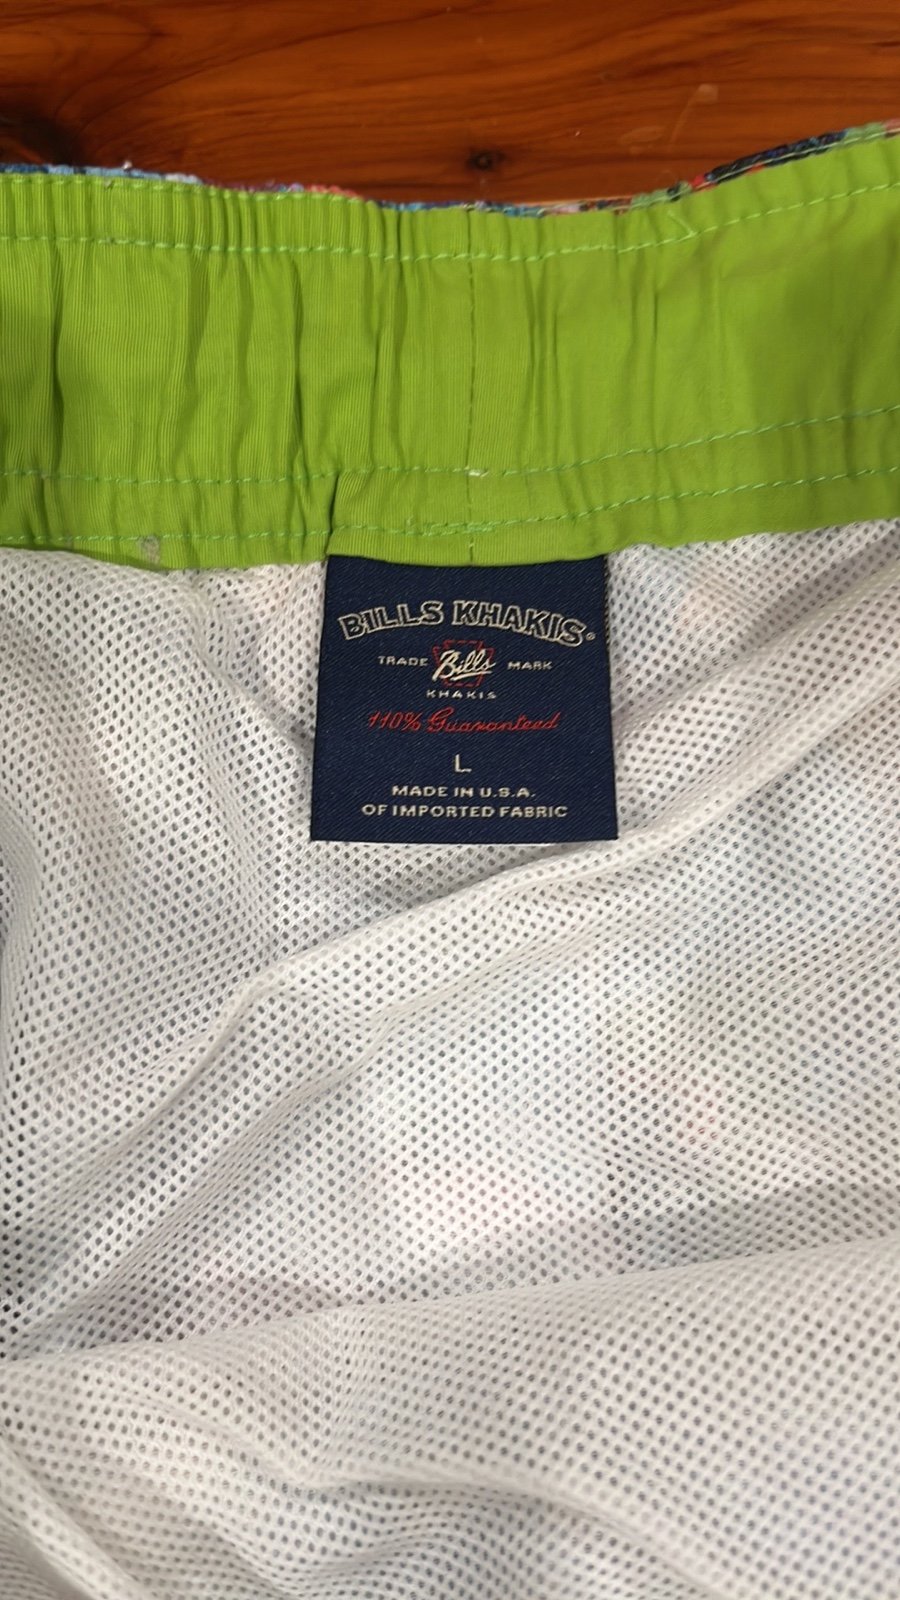 BILLS KHAKIS®
TRADE Bills MARK
KHAKIS
110% Guaranteed
L
MADE IN U.S.A.
OF IMPORTED FABRIC